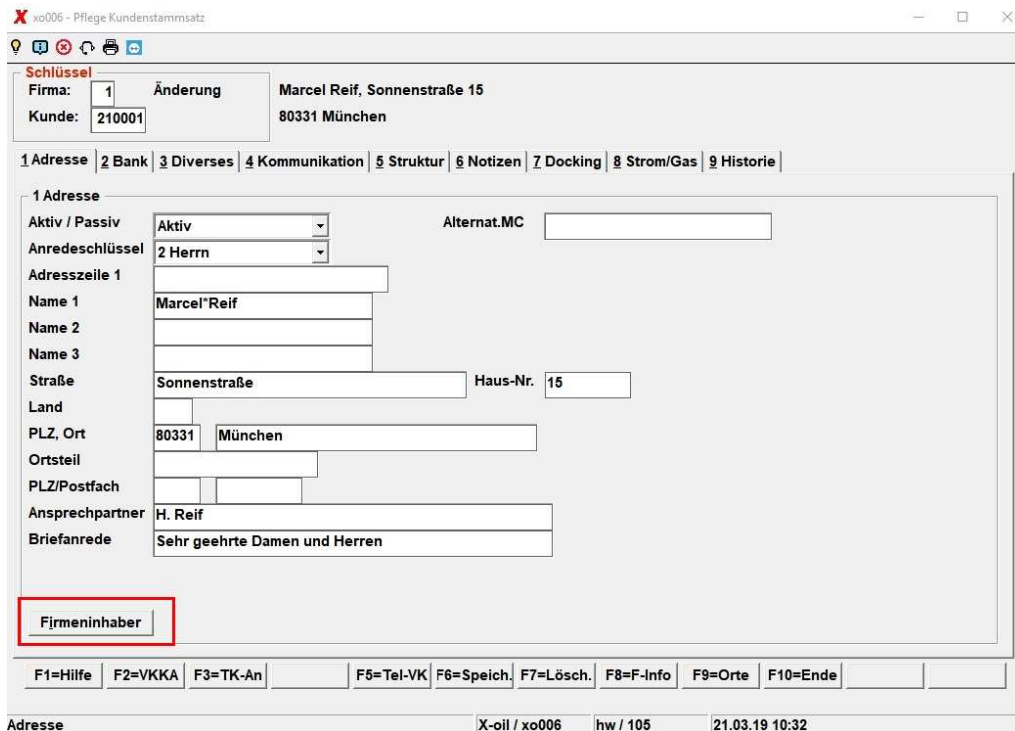 X xo006 - Pflege Kundenstammsatz
Schlüssel
Firma: 1 Änderung Marcel Reif, Sonnenstraße 15
Kunde: 210001 80331 München
1 Adresse 2 Bank 3 Diverses 4 Kommunikation 5 Struktur 6 Notizen 7 Docking 8 Strom/Gas 9 Historie
1 Adresse
Aktiv / Passiv Aktiv Alternat.MC
Anredeschlüssel 2 Herrn
Adresszeile 1
Name 1 Marcel*Reif
Name 2
Name 3
Straße Sonnenstraße Haus-Nr. 15
Land
PLZ, Ort 80331 München
Ortsteil
PLZ/Postfach
Ansprechpartner H. Reif
Briefanrede Sehr geehrte Damen und Herren
Firmeninhaber
F1=Hilfe F2=VKKA F3=TK-An F5=Tel-VK F6=Speich. F7=Lösch. F8=F-Info F9=Orte F10=Ende
Adresse X-oil / xo006 hw / 105 21.03.19 10:32